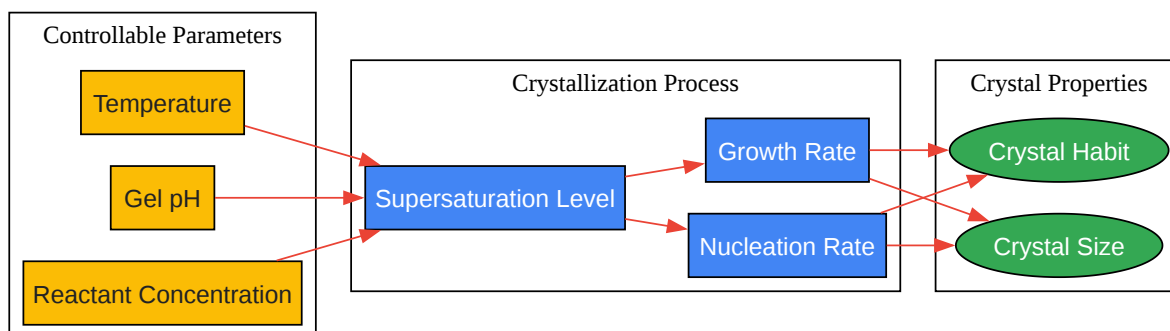 Controllable Parameters
Temperature
Gel pH
Reactant Concentration
Crystallization Process
Supersaturation Level
Growth Rate
Nucleation Rate
Crystal Properties
Crystal Habit
Crystal Size